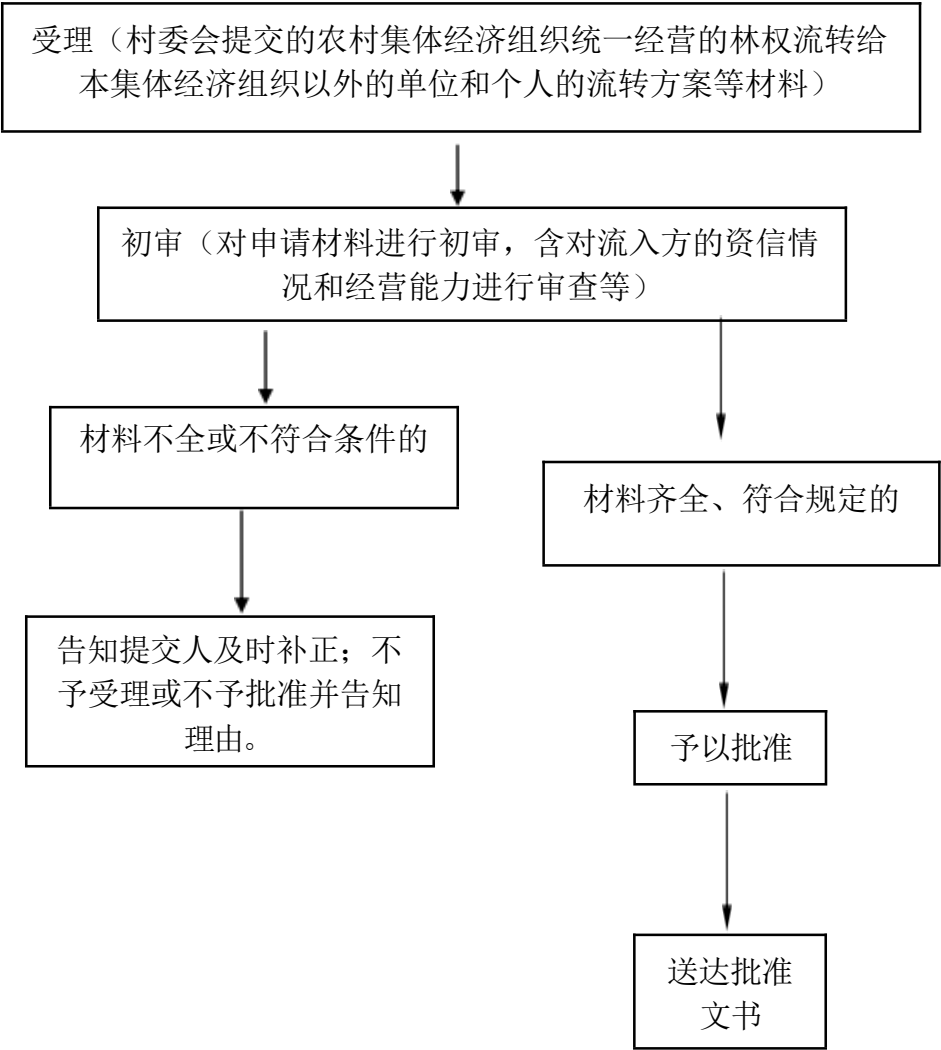 受理（村委会提交的农村集体经济组织统一经营的林权流转给
本集体经济组织以外的单位和个人的流转方案等材料）
初审（对申请材料进行初审，含对流入方的资信情
况和经营能力进行审查等）
材料不全或不符合条件的
材料齐全、符合规定的
告知提交人及时补正；不
予受理或不予批准并告知
理由。
予以批准
送达批准
文书